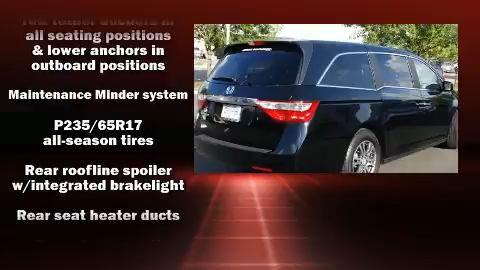 all seating positions
& lower anchors in
outboard positions
Maintenance Minder system
P235/65R17
all-season tires
Rear roofline spoiler
w/integrated brakelight
Rear seat heater ducts